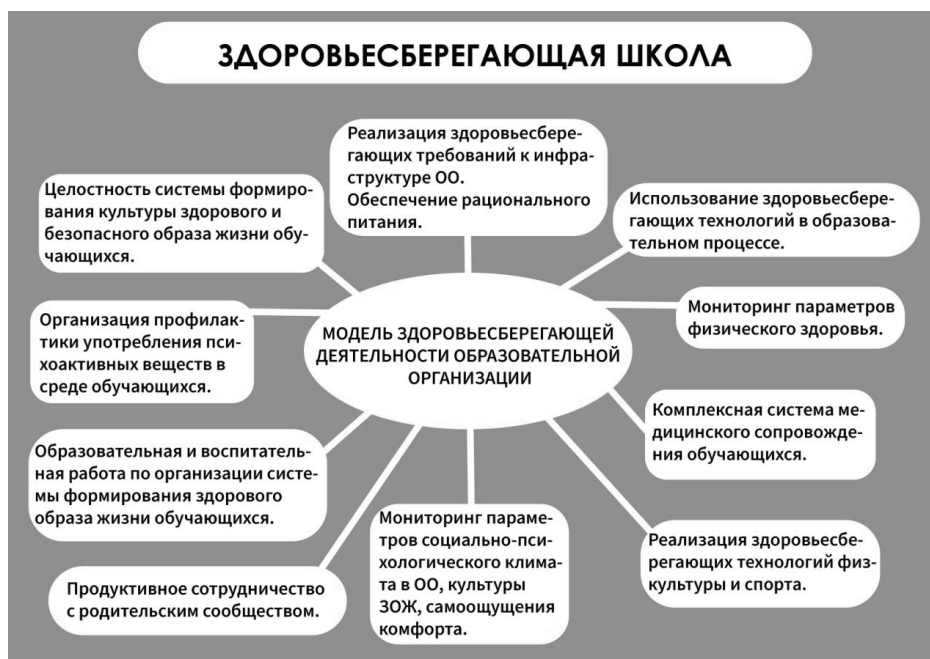 ЗДОРОВЬЕСБЕРЕГАЮЩАЯ ШКОЛА
Реализация здоровьесбере-
гающих требований к инфра-
структуре ОО.
Обеспечение рационального
питания.
Целостность системы формиро-
вания культуры здорового и
безопасного образа жизни обу-
чающихся.
Использование здоровьесбере-
гающих технологий в образова-
тельном процессе.
Организация профилак-
тики употребления пси-
хоактивных веществ в
среде обучающихся.
МОДЕЛЬ ЗДОРОВЬЕСБЕРЕГАЮЩЕЙ
ДЕЯТЕЛЬНОСТИ ОБРАЗОВАТЕЛЬНОЙ
ОРГАНИЗАЦИИ
Мониторинг параметров
физического здоровья.
Комплексная система ме-
дицинского сопровожде-
ния обучающихся.
Образовательная и воспитатель-
ная работа по организации систе-
мы формирования здорового
образа жизни обучающихся.
Мониторинг параме-
тров социально-пси-
хологического клима-
та в ОО, культуры
ЗОЖ, самоощущения
комфорта.
Реализация здоровьесбе-
регающих технологий физ-
культуры и спорта.
Продуктивное сотрудничество
с родительским сообществом.